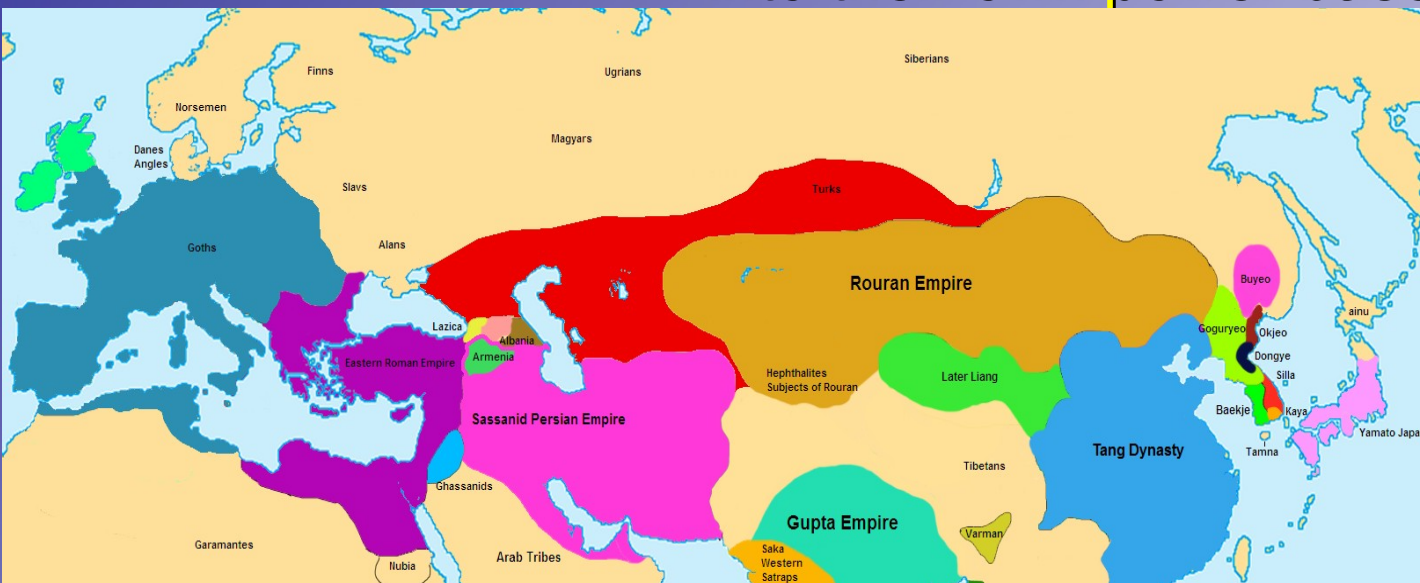 Siberians
Finns
Ugrians
Norsemen
Magyars
Danes
Angles
Slavs
Turks
Alans
Goths
Rouran Empire
Buyeo
ainu
Lazica
Albania
Goguryeo
Okjeo
Armenia
Eastern Roman Empire
Dongye
Hephthalites
Subjects of Rouran
Later Liang
Silla
Baekje
Kaya
Sassanid Persian Empire
Yamato Japa
Tang Dynasty
Tamna
Tibetans
Ghassanids
Gupta Empire
Varman
Garamantes
Arab Tribes
Saka
Western
Satraps
Nubia